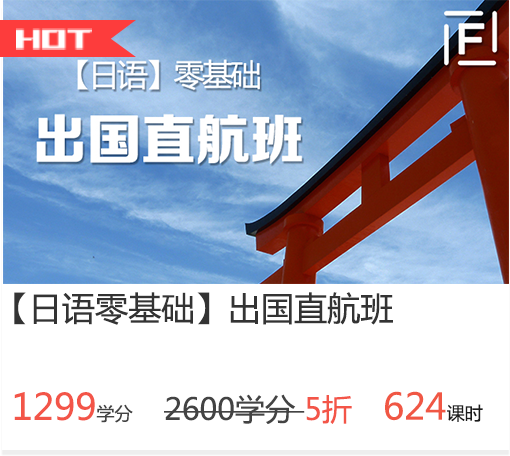 HOT
F
【日语】零基础
出国直航班
【日语零基础】出国直航班
1299学分 2600学分 5折 624课时